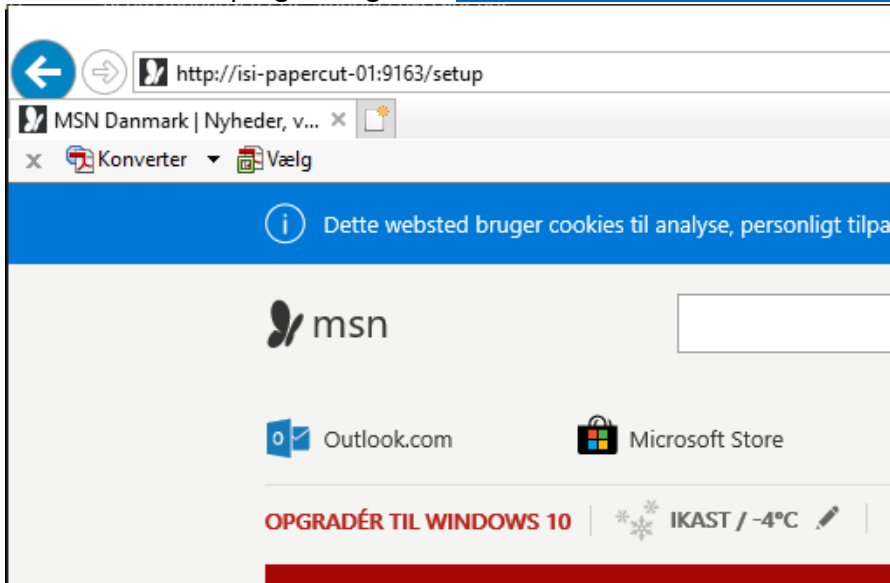 http://isi-papercut-01:9163/setup
MSN Danmark | Nyheder, v...
x Konverter Vælg
i Dette websted bruger cookies til analyse, personligt tilpa
msn
Outlook.com Microsoft Store
OPGRADÉR TIL WINDOWS 10 IKAST / -4°C